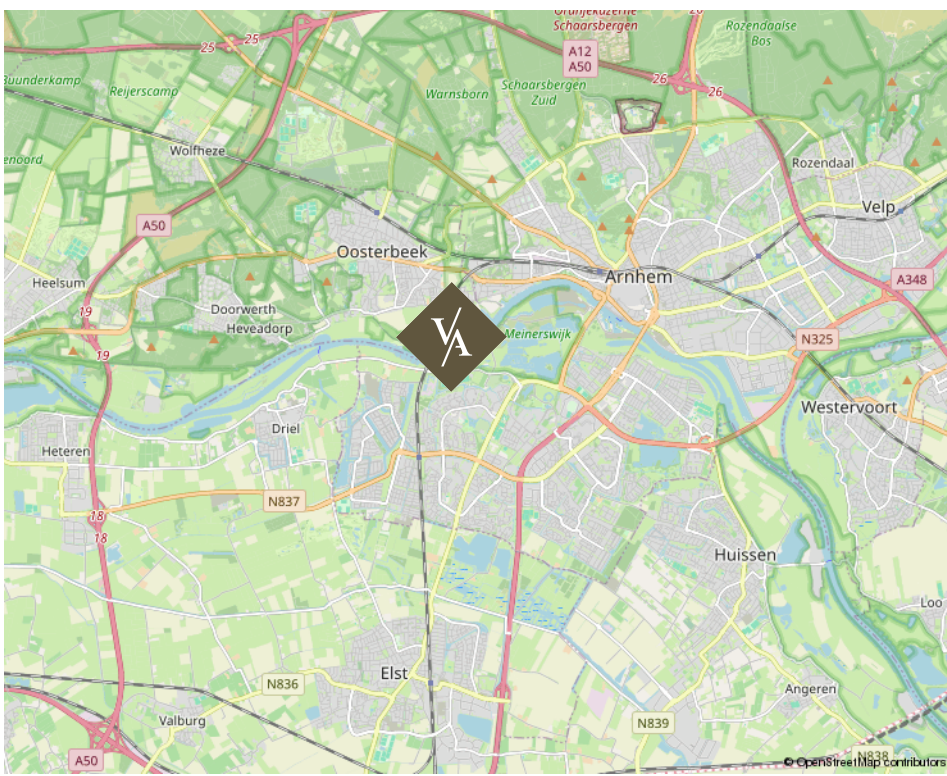 Oranjekazerne
Schaarsbergen
26
Rozendaalse
Bos
25
25
A12
A50
26
26
Buunderkamp
Reijerscamp
Warnsborn
Schaarsbergen
Zuid
Wolfheze
Rozendaal
Velp
A50
Oosterbeek
Arnhem
A348
Heelsum
19
Doorwerth
Heveadorp
V/A
Meinerswijk
N325
19
Westervoort
Driel
Heteren
N837
18
18
Huissen
Loo
Elst
N836
Angeren
Valburg
N839
A50
N838
© OpenStreetMap contributors